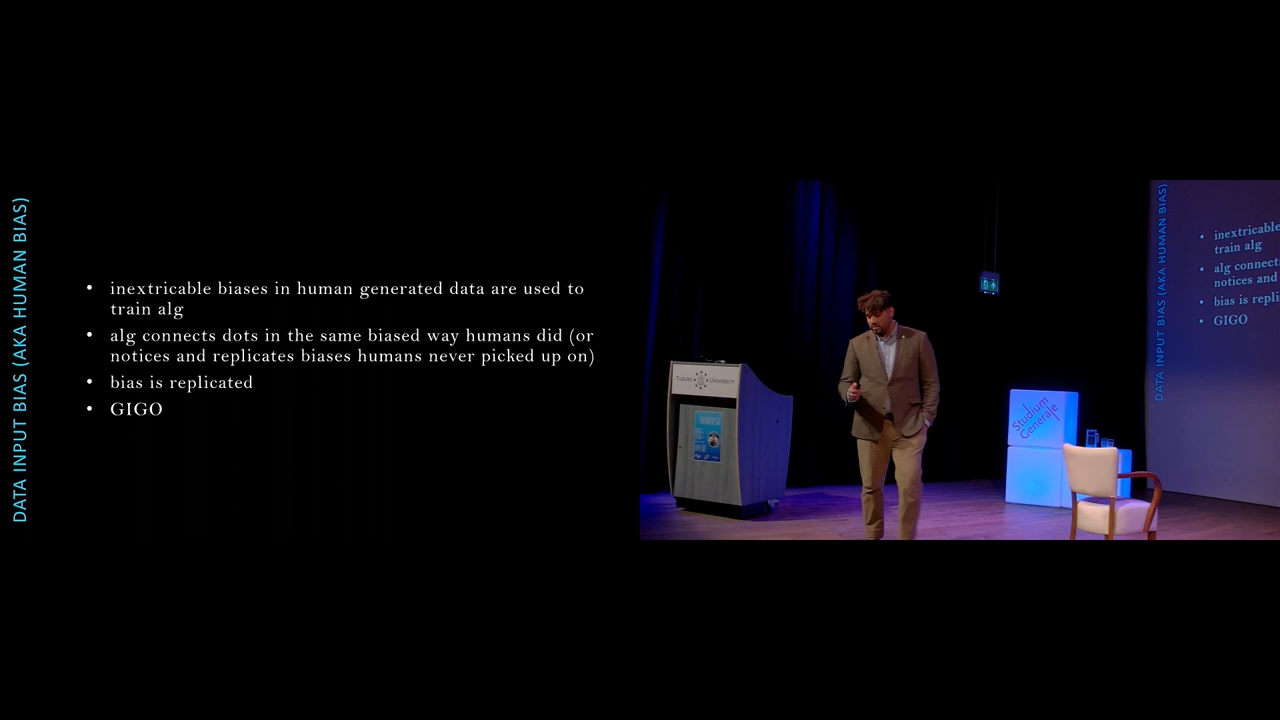 DATA INPUT BIAS (AKA HUMAN BIAS)
• inextricable biases in human generated data are used to
train alg
• alg connects dots in the same biased way humans did (or
notices and replicates biases humans never picked up on)
• bias is replicated
• GIGO
TILBURG UNIVERSITY
Studium
Generale
DATA INPUT BIAS (AKA HUMAN BIAS)
• inextricable
train alg
• alg connect
notices and
• bias is repli
• GIGO